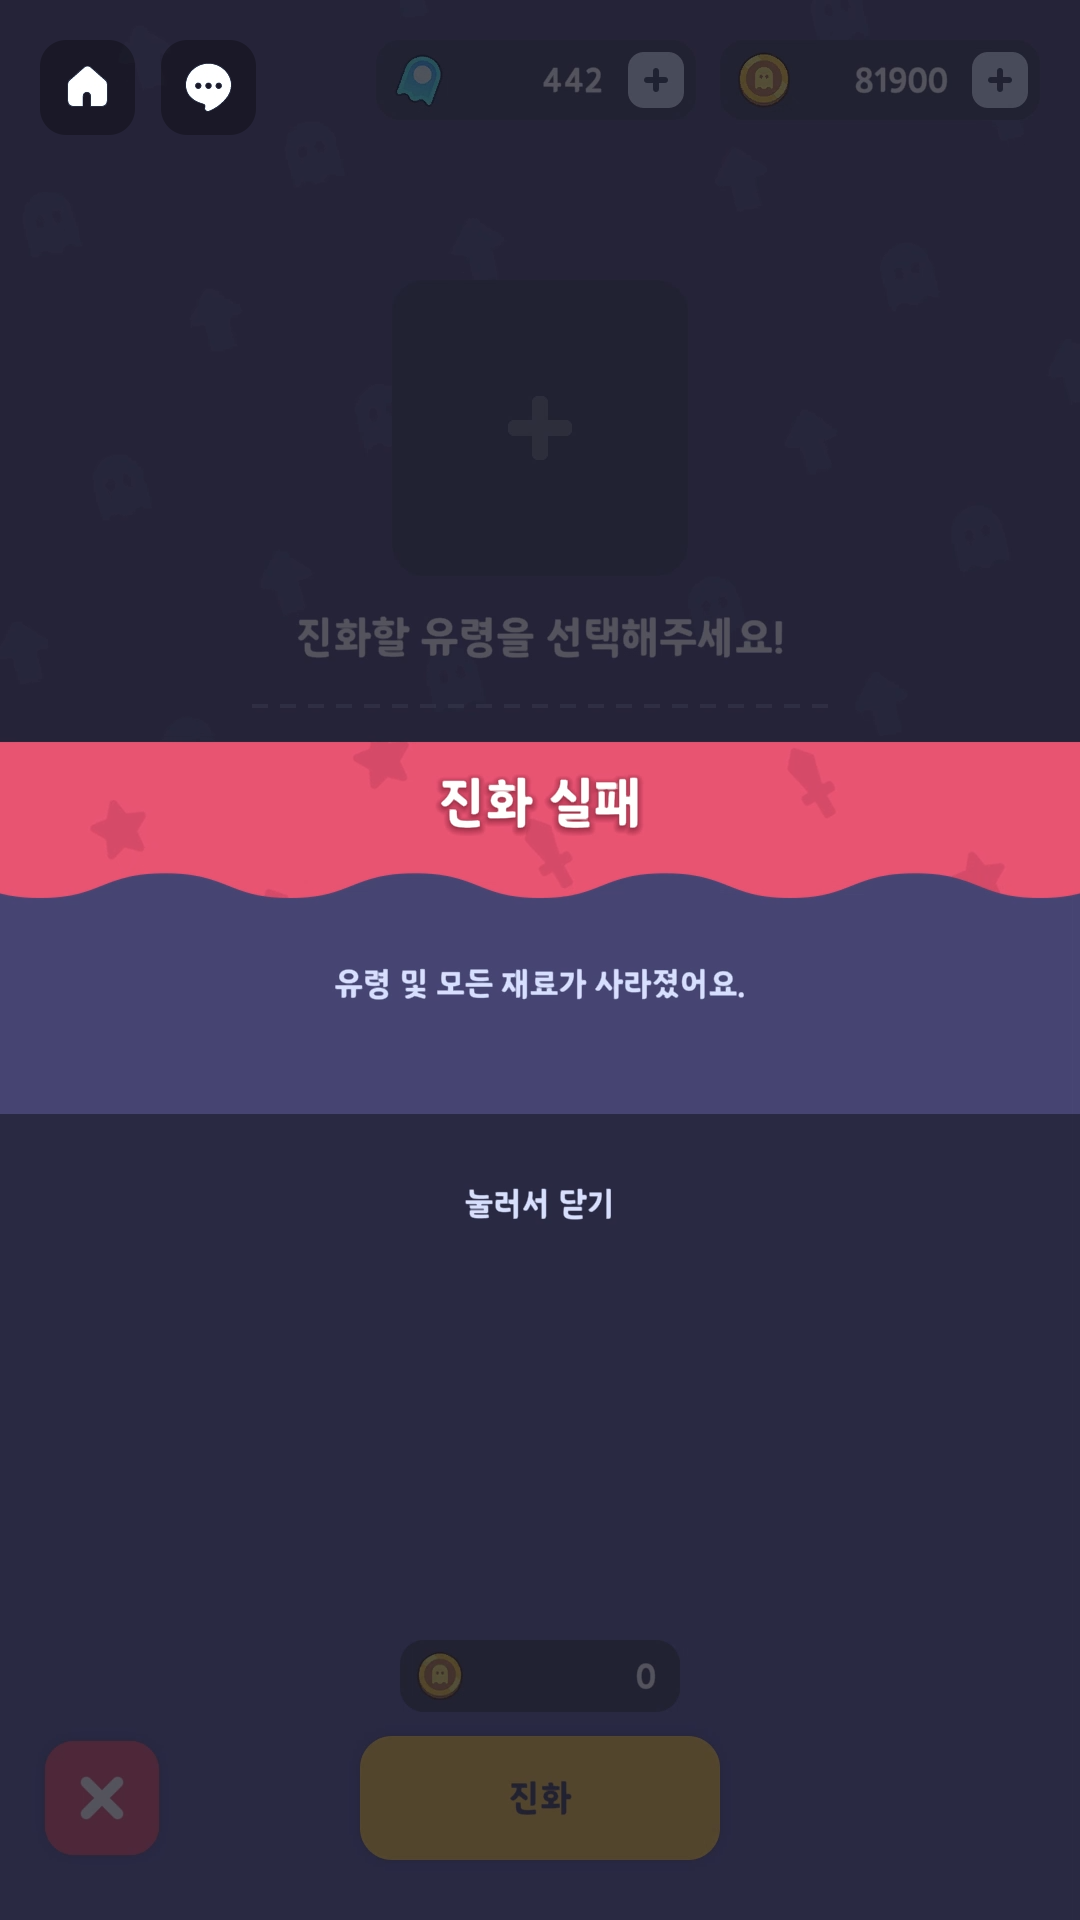 442
81900
진화할 유령을 선택해주세요!
진화 실패
유령 및 모든 재료가 사라졌어요.
눌러서 닫기
0
진화